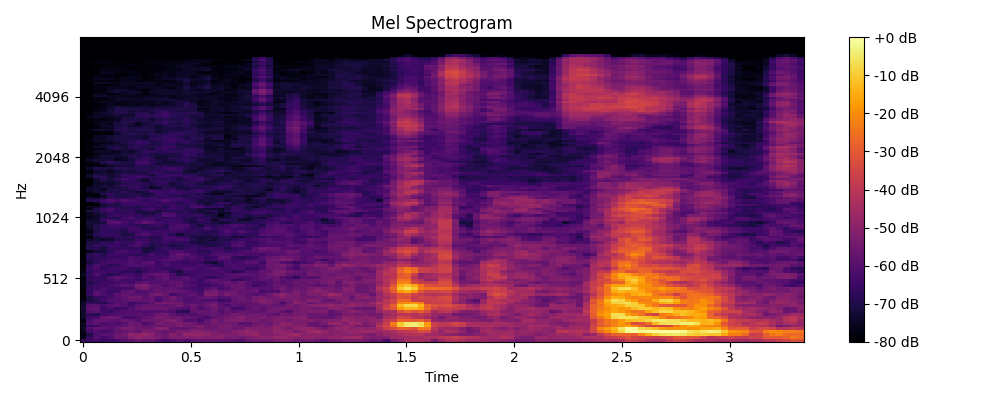 Mel Spectrogram
Hz
4096
2048
1024
512
0
0
0.5
1
1.5
2
2.5
3
Time
+0 dB
-10 dB
-20 dB
-30 dB
-40 dB
-50 dB
-60 dB
-70 dB
-80 dB